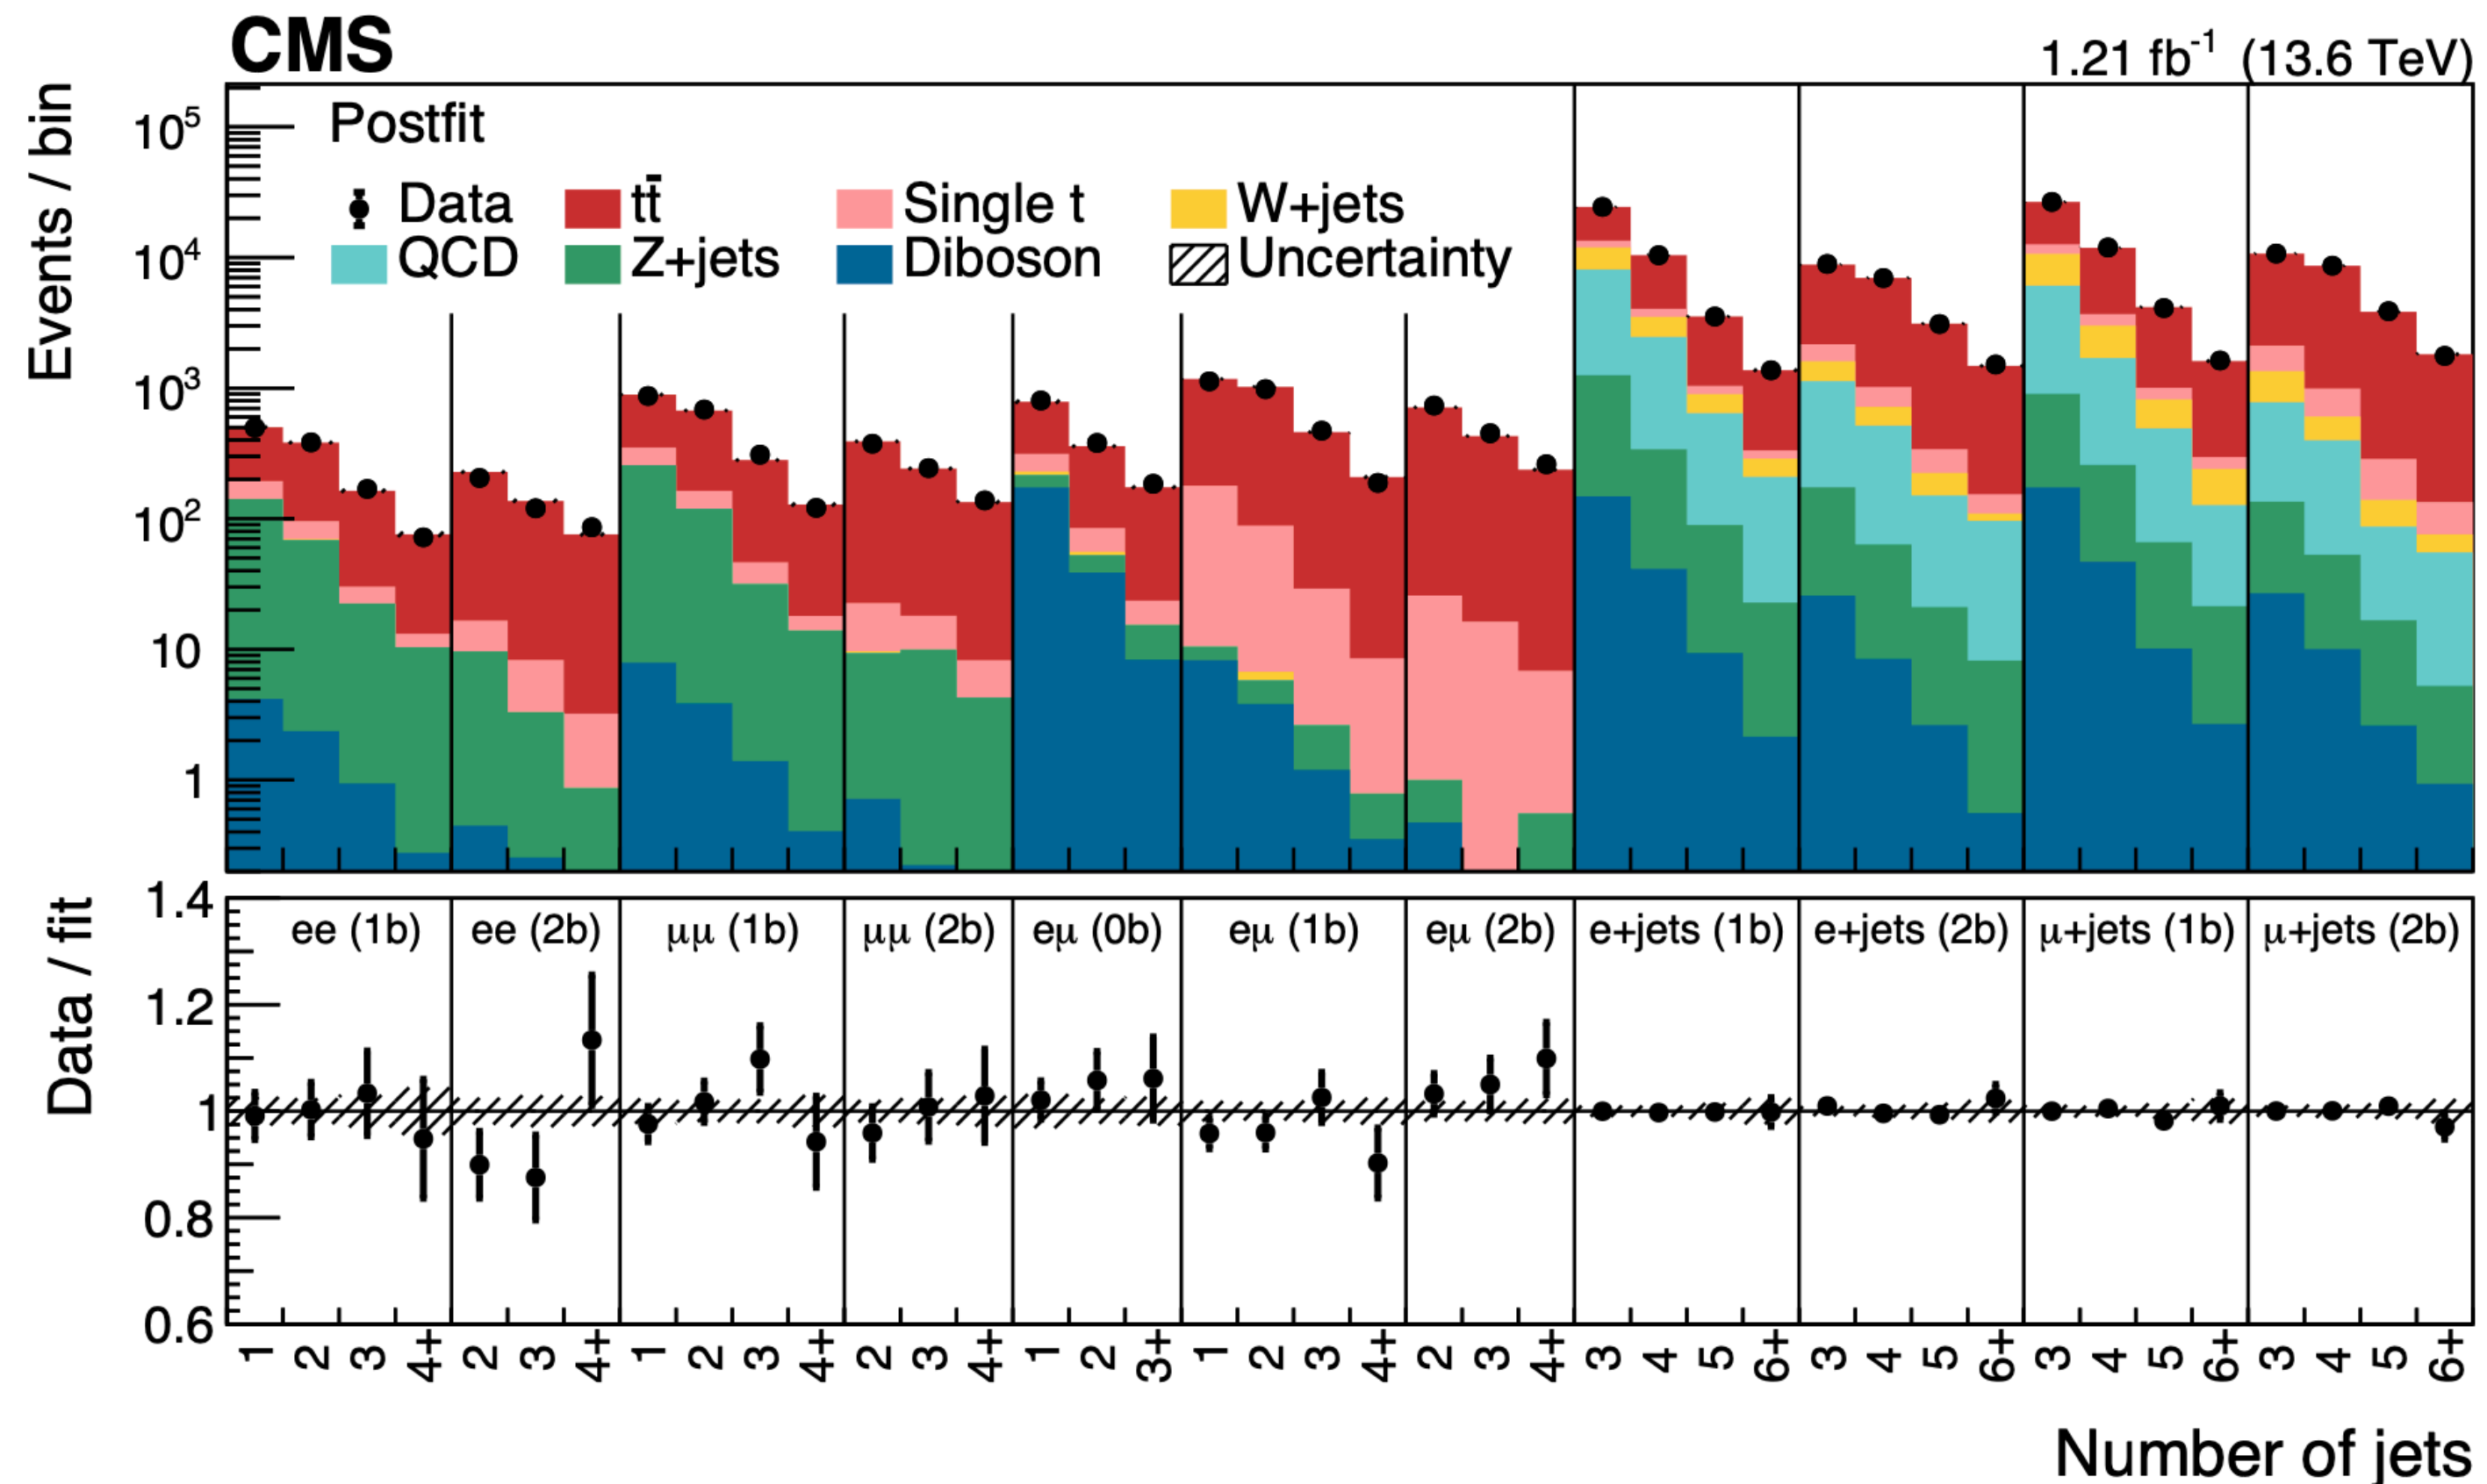 CMS
1.21 fb⁻¹ (13.6 TeV)
Events / bin
10⁵
10⁴
10³
10²
10
1
Postfit
Data tt̄ Single t W+jets
QCD Z+jets Diboson Uncertainty
Data / fit
1.4
1.2
1
0.8
0.6
ee (1b) ee (2b) μμ (1b) μμ (2b) eμ (0b) eμ (1b) eμ (2b) e+jets (1b) e+jets (2b) μ+jets (1b) μ+jets (2b)
1 2 3 4+ 2 3 4+ 1 2 3 4+ 2 3 4+ 1 2 3+ 1 2 3 4+ 2 3 4+ 3 4 5 6+ 3 4 5 6+ 3 4 5 6+ 3 4 5 6+
Number of jets